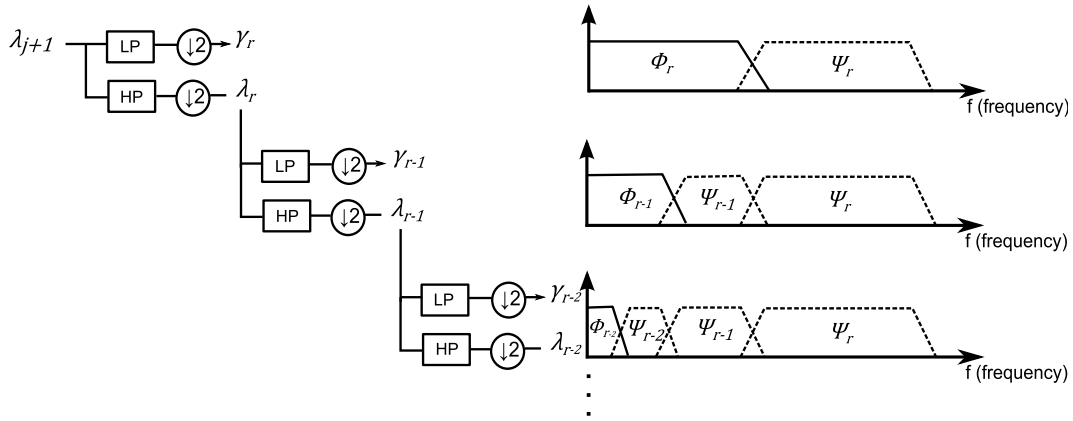 λj+1
LP
↓2
γr
HP
↓2
λr
LP
↓2
γr-1
HP
↓2
λr-1
LP
↓2
γr-2
HP
↓2
λr-2
Φr
Ψr
f (frequency)
Φr-1
Ψr-1
Ψr
f (frequency)
Φr-2
Ψr-2
Ψr-1
Ψr
f (frequency)